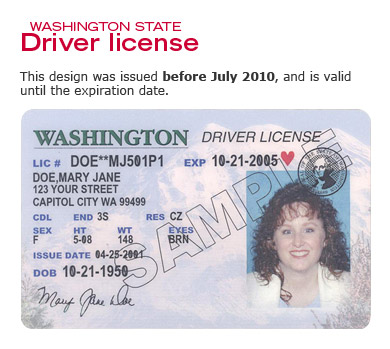 WASHINGTON STATE
Driver license
This design was issued before July 2010, and is valid
until the expiration date.
WASHINGTON DRIVER LICENSE
LIC # DOE**MJ501P1 EXP 10-21-2005
DOE,MARY JANE
123 YOUR STREET
CAPITOL CITY WA 99499
CDL END 3S RES CZ
SEX HT WT EYES
F 5-08 148 BRN
ISSUE DATE 04-25-2001
DOB 10-21-1950
SAMPLE
Mary Jane Doe